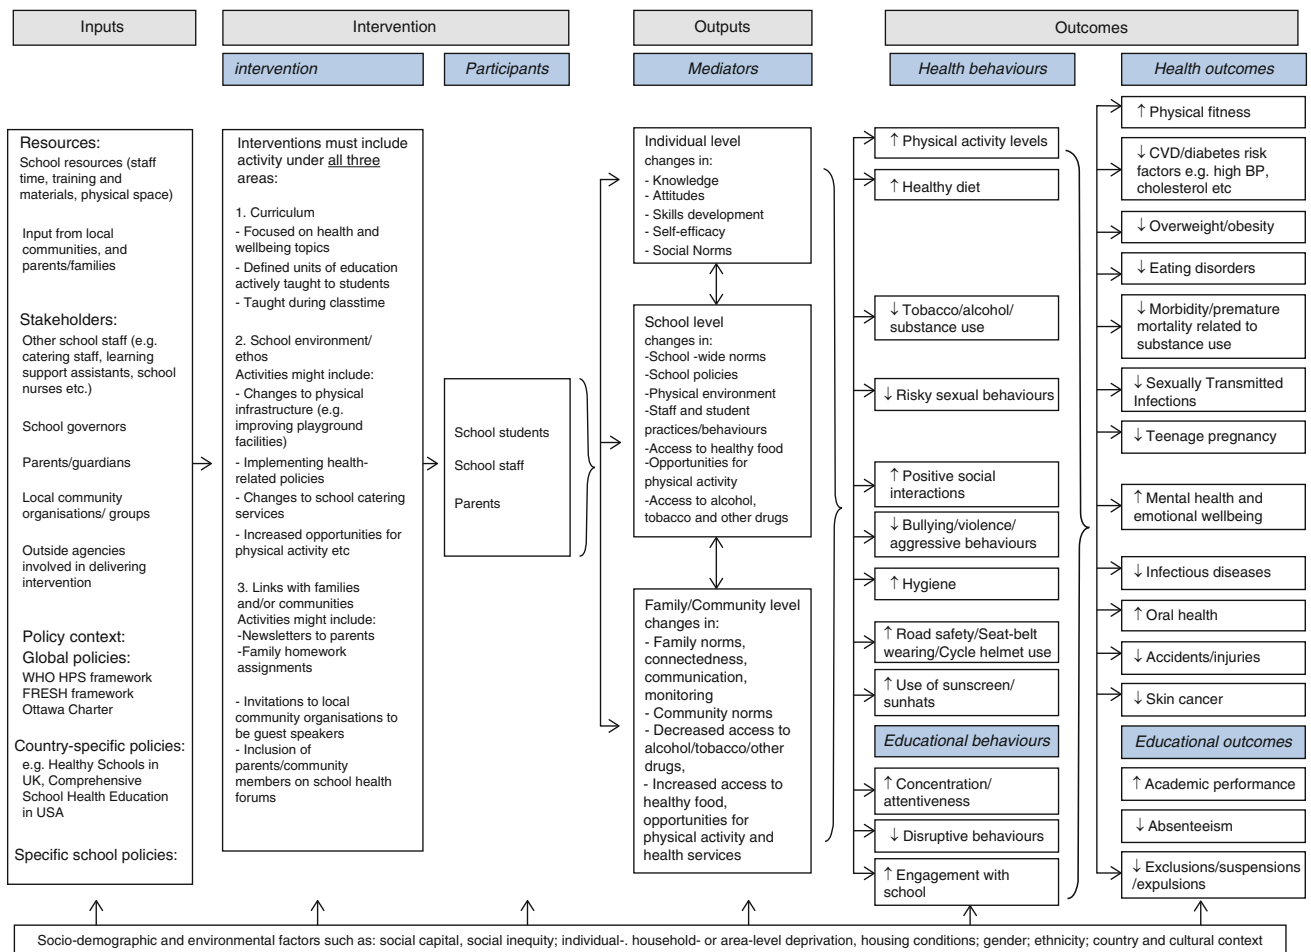 Inputs
Intervention
Outputs
Outcomes
intervention
Participants
Mediators
Health behaviours
Health outcomes
Resources:
School resources (staff
time, training and
materials, physical space)
Input from local
communities, and
parents/families
Stakeholders:
Other school staff (e.g.
catering staff, learning
support assistants, school
nurses etc.)
School governors
Parents/guardians
Local community
organisations/ groups
Outside agencies
involved in delivering
intervention
Policy context:
Global policies:
WHO HPS framework
FRESH framework
Ottawa Charter
Country-specific policies:
e.g. Healthy Schools in
UK, Comprehensive
School Health Education
in USA
Specific school policies:
Interventions must include
activity under all three
areas:
1. Curriculum
- Focused on health and
wellbeing topics
- Defined units of education
actively taught to students
- Taught during classtime
2. School environment/
ethos
Activities might include:
- Changes to physical
infrastructure (e.g.
improving playground
facilities)
- Implementing health-
related policies
- Changes to school catering
services
- Increased opportunities for
physical activity etc
3. Links with families
and/or communities
Activities might include:
-Newsletters to parents
-Family homework
assignments
- Invitations to local
community organisations to
be guest speakers
- Inclusion of
parents/community
members on school health
forums
School students
School staff
Parents
Individual level
changes in:
- Knowledge
- Attitudes
- Skills development
- Self-efficacy
- Social Norms
School level
changes in:
-School -wide norms
-School policies
-Physical environment
-Staff and student
practices/behaviours
-Access to healthy food
-Opportunities for
physical activity
-Access to alcohol,
tobacco and other drugs
Family/Community level
changes in:
- Family norms,
connectedness,
communication,
monitoring
- Community norms
- Decreased access to
alcohol/tobacco/other
drugs,
- Increased access to
healthy food,
opportunities for
physical activity and
health services
↑ Physical activity levels
↑ Healthy diet
↓ Tobacco/alcohol/
substance use
↓ Risky sexual behaviours
↑ Positive social
interactions
↓ Bullying/violence/
aggressive behaviours
↑ Hygiene
↑ Road safety/Seat-belt
wearing/Cycle helmet use
↑ Use of sunscreen/
sunhats
Educational behaviours
↑ Concentration/
attentiveness
↓ Disruptive behaviours
↑ Engagement with
school
↑ Physical fitness
↓ CVD/diabetes risk
factors e.g. high BP,
cholesterol etc
↓ Overweight/obesity
↓ Eating disorders
↓ Morbidity/premature
mortality related to
substance use
↓ Sexually Transmitted
Infections
↓ Teenage pregnancy
↑ Mental health and
emotional wellbeing
↓ Infectious diseases
↑ Oral health
↓ Accidents/injuries
↓ Skin cancer
Educational outcomes
↑ Academic performance
↓ Absenteeism
↓ Exclusions/suspensions
/expulsions
Socio-demographic and environmental factors such as: social capital, social inequity; individual-. household- or area-level deprivation, housing conditions; gender; ethnicity; country and cultural context